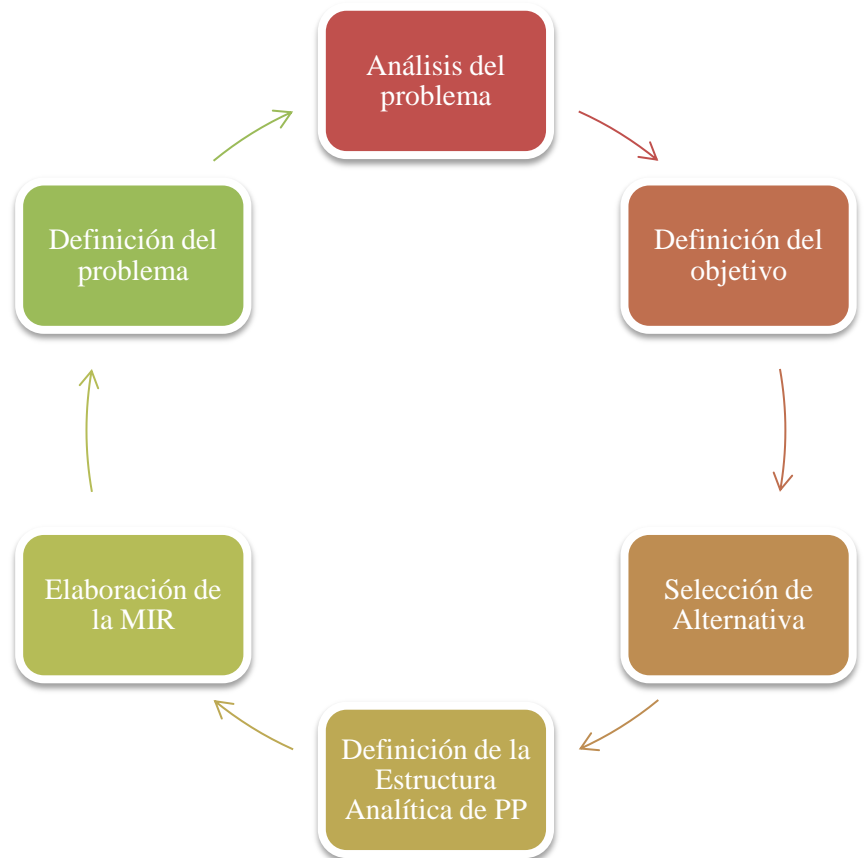 Análisis del
problema
Definición del
objetivo
Selección de
Alternativa
Definición de la
Estructura
Analítica de PP
Elaboración de
la MIR
Definición del
problema